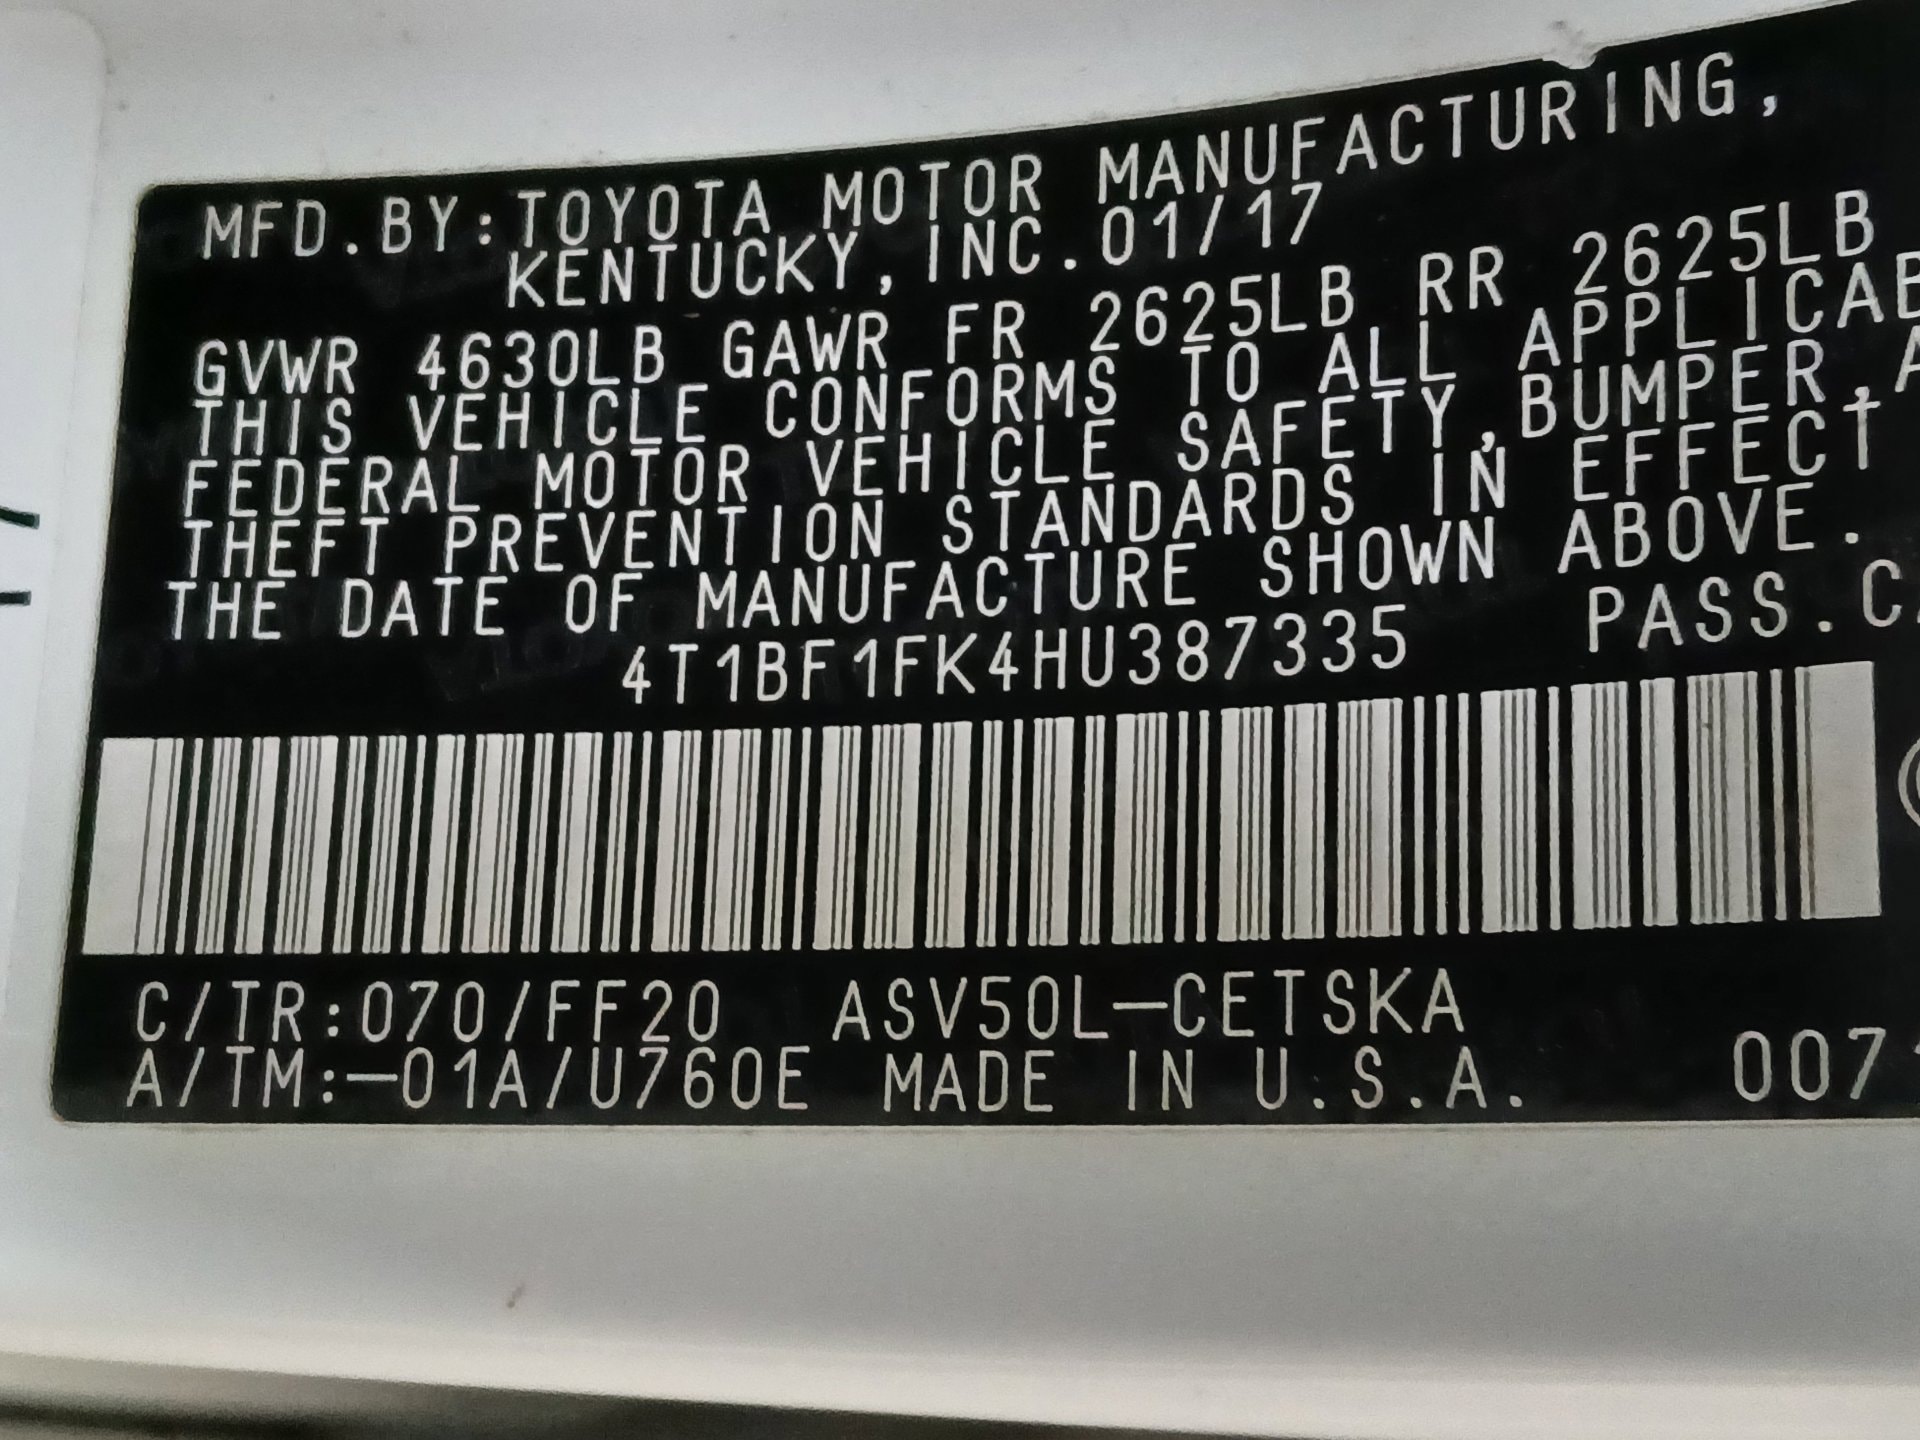 MFD.BY:TOYOTA MOTOR MANUFACTURING,
KENTUCKY,INC.01/17
GVWR 4630LB GAWR FR 2625LB RR 2625LB
THIS VEHICLE CONFORMS TO ALL APPLICAB
FEDERAL MOTOR VEHICLE SAFETY,BUMPER,A
THEFT PREVENTION STANDARDS IN EFFECT
THE DATE OF MANUFACTURE SHOWN ABOVE.
4T1BF1FK4HU387335 PASS.C
C/TR:070/FF20 ASV50L-CETSKA
A/TM:-01A/U760E MADE IN U.S.A. 007